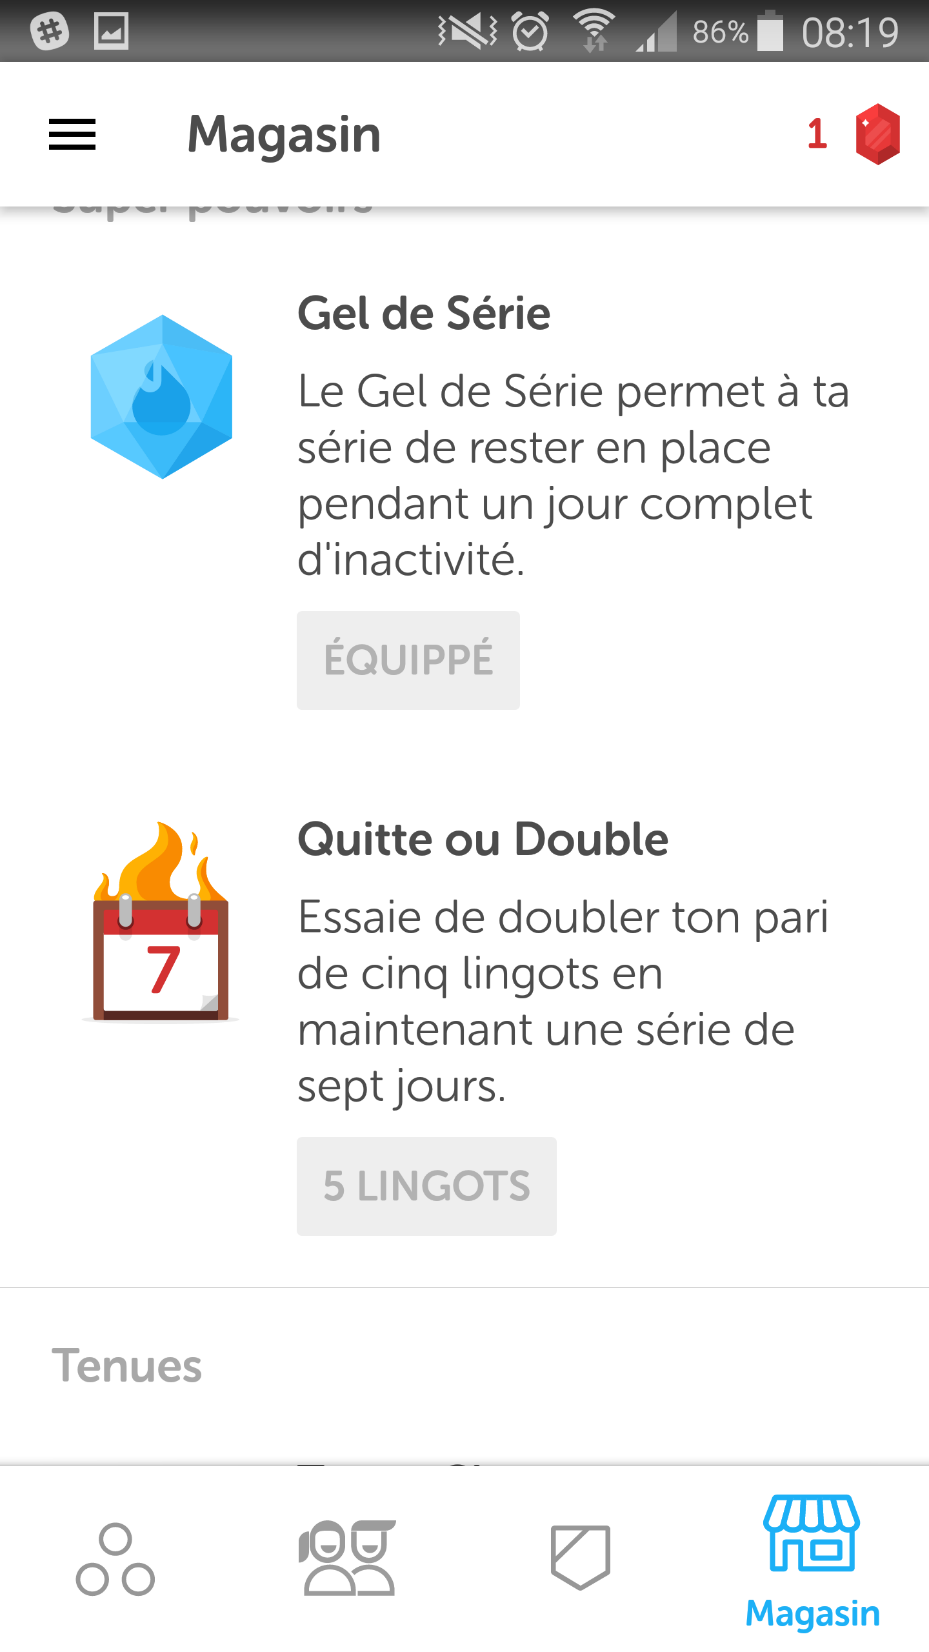 86% 08:19
Magasin 1
Super pouvoirs
Gel de Série
Le Gel de Série permet à ta
série de rester en place
pendant un jour complet
d'inactivité.
ÉQUIPPÉ
Quitte ou Double
7
Essaie de doubler ton pari
de cinq lingots en
maintenant une série de
sept jours.
5 LINGOTS
Tenues
Magasin